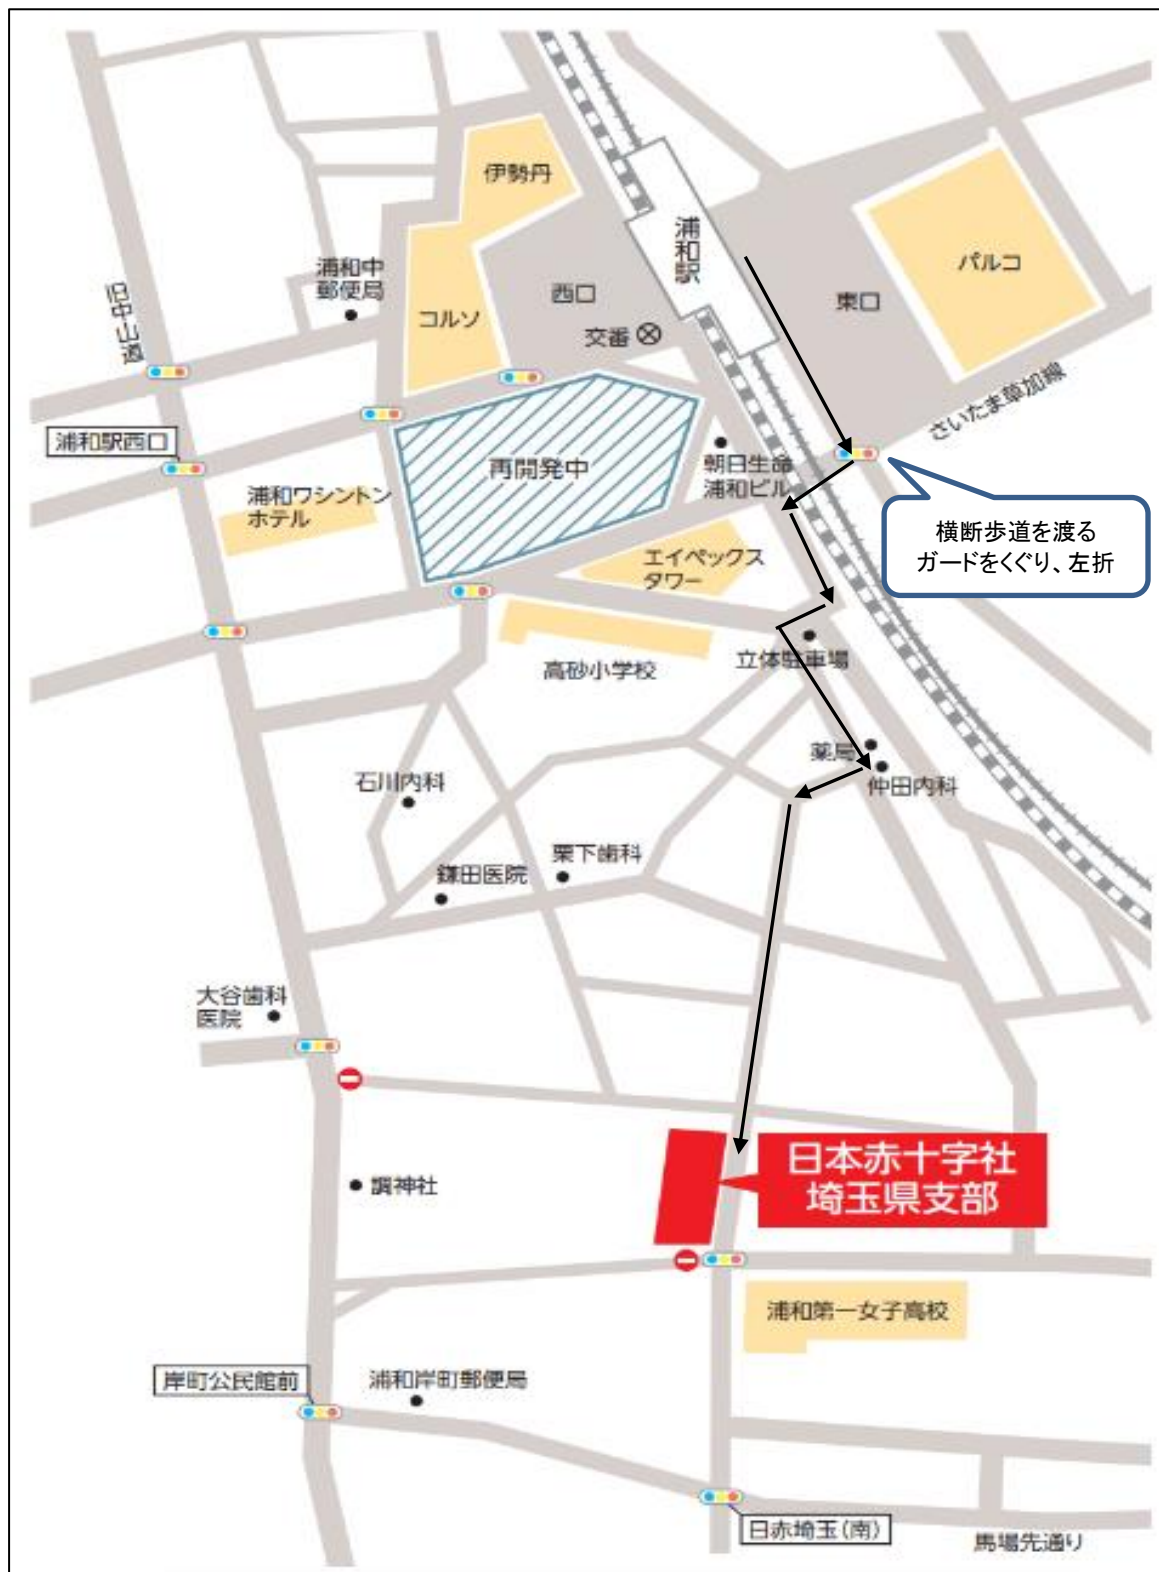 伊勢丹
浦和駅
パルコ
浦和中
郵便局
西口
東口
旧中山道
コルソ
交番
さいたま草加線
浦和駅西口
再開発中
朝日生命
浦和ビル
浦和ワシントン
ホテル
横断歩道を渡る
ガードをくぐり、左折
エイペックス
タワー
立体駐車場
高砂小学校
薬局
仲田内科
石川内科
栗下歯科
鎌田医院
大谷歯科
医院
日本赤十字社
埼玉県支部
調神社
浦和第一女子高校
岸町公民館前
浦和岸町郵便局
日赤埼玉(南)
馬場先通り